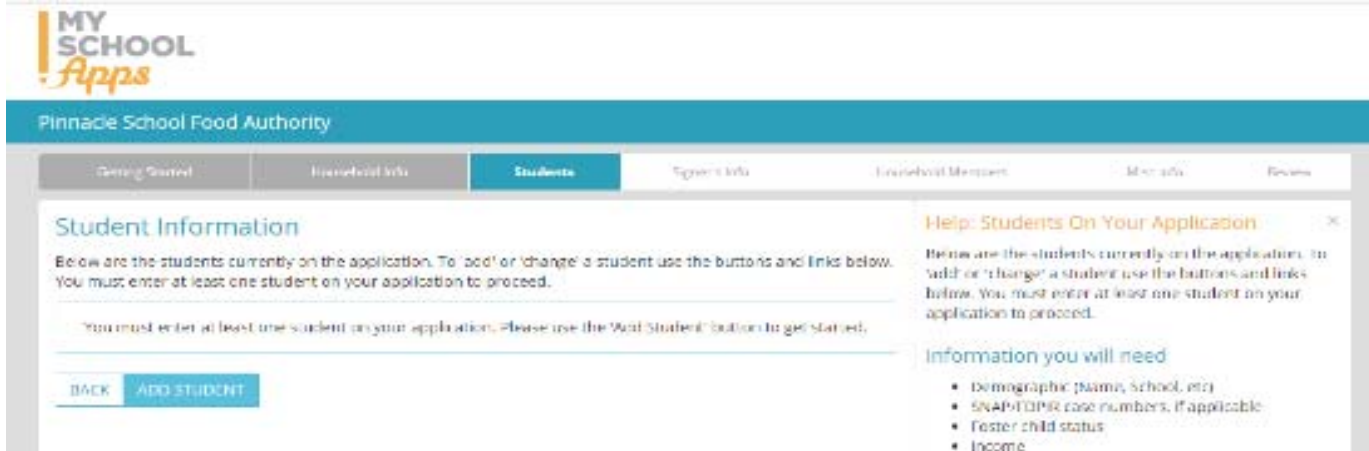 MY
SCHOOL
Apps
Pinnacle School Food Authority
Getting Started Household Info Students Signer's Info Household Members Misc Info Review
Student Information
Below are the students currently on the application. To 'add' or 'change' a student use the buttons and links below.
You must enter at least one student on your application to proceed.
You must enter at least one student on your application. Please use the 'Add Student' button to get started.
BACK ADD STUDENT
Help: Students On Your Application ×
Below are the students currently on the application. To
'add' or 'change' a student use the buttons and links
below. You must enter at least one student on your
application to proceed.
Information you will need
• Demographic (Name, School, etc)
• SNAP/FDPIR case numbers, if applicable
• Foster child status
• Income